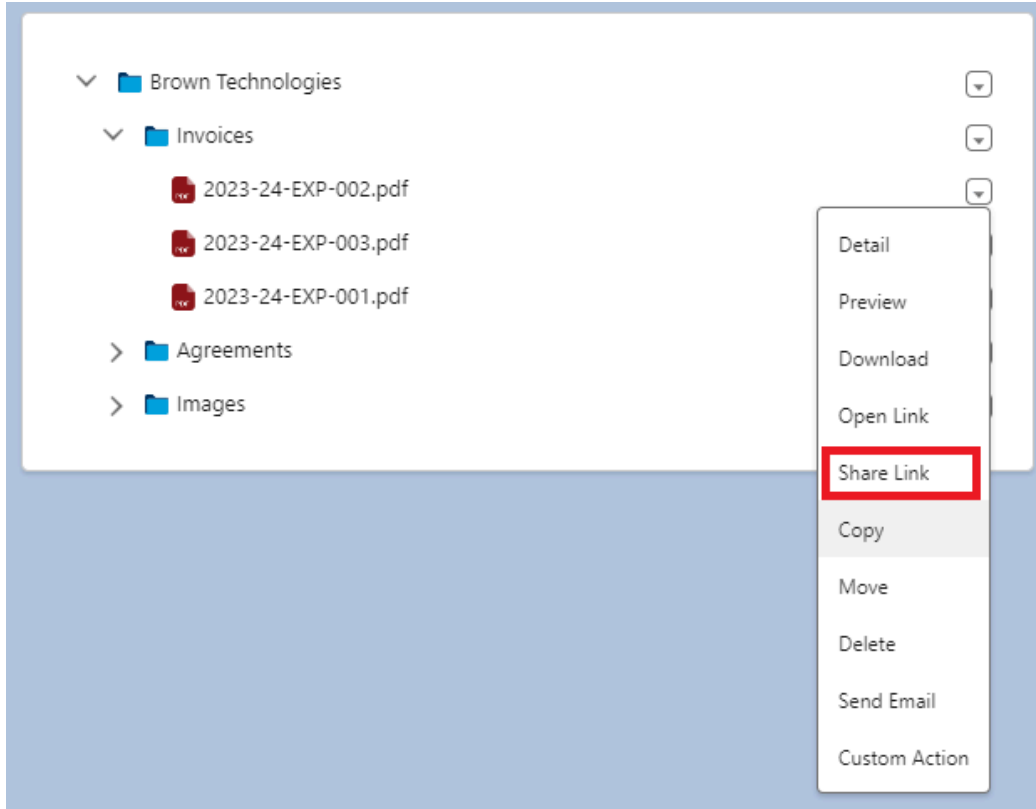 Brown Technologies
Invoices
2023-24-EXP-002.pdf
2023-24-EXP-003.pdf
2023-24-EXP-001.pdf
Agreements
Images
Detail
Preview
Download
Open Link
Share Link
Copy
Move
Delete
Send Email
Custom Action